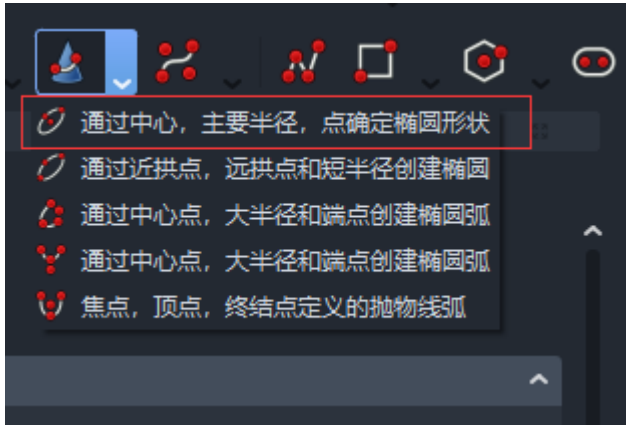 通过中心，主要半径，点确定椭圆形状
通过近拱点，远拱点和短半径创建椭圆
通过中心点，大半径和端点创建椭圆弧
通过中心点，大半径和端点创建椭圆弧
焦点，顶点，终结点定义的抛物线弧